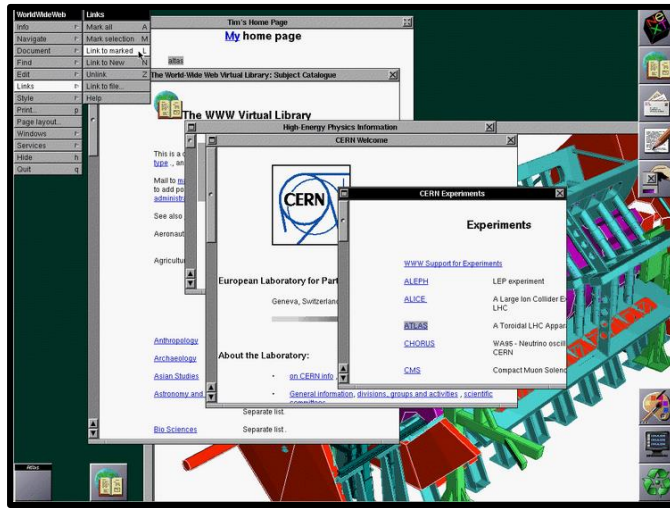 WorldWideWeb
Info
Navigate
Document
Find
Edit
Links
Style
Print...
Page layout...
Windows
Services
Hide
Quit
Links
Mark all A
Mark selection M
Link to marked L
Link to New N
Unlink Z
Link to file...
Help
Tim's Home Page
My home page
atlas
The World-Wide Web Virtual Library: Subject Catalogue
The WWW Virtual Library
This is a
type
Mail to
to add po
administr
See also
Aeronaut
Agricultu
Anthropology
Archaeology
Asian Studies
Astronomy and
Separate list.
Bio Sciences Separate list.
High-Energy Physics Information
CERN Welcome
CERN
European Laboratory for Part
Geneva, Switzerland
About the Laboratory:
on CERN info
General information, divisions, groups and activities , scientific
committees
CERN Experiments
Experiments
WWW Support for Experiments
ALEPH LEP experiment
ALICE A Large Ion Collider E
LHC
ATLAS A Toroidal LHC Appar
CHORUS WA95 - Neutrino oscill
CERN
CMS Compact Muon Soleno
Atlas